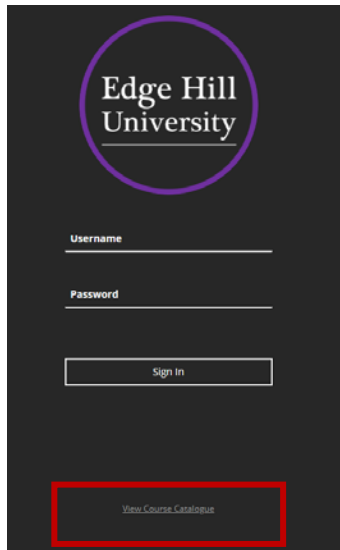 Edge Hill
University
Username
Password
Sign In
View Course Catalogue